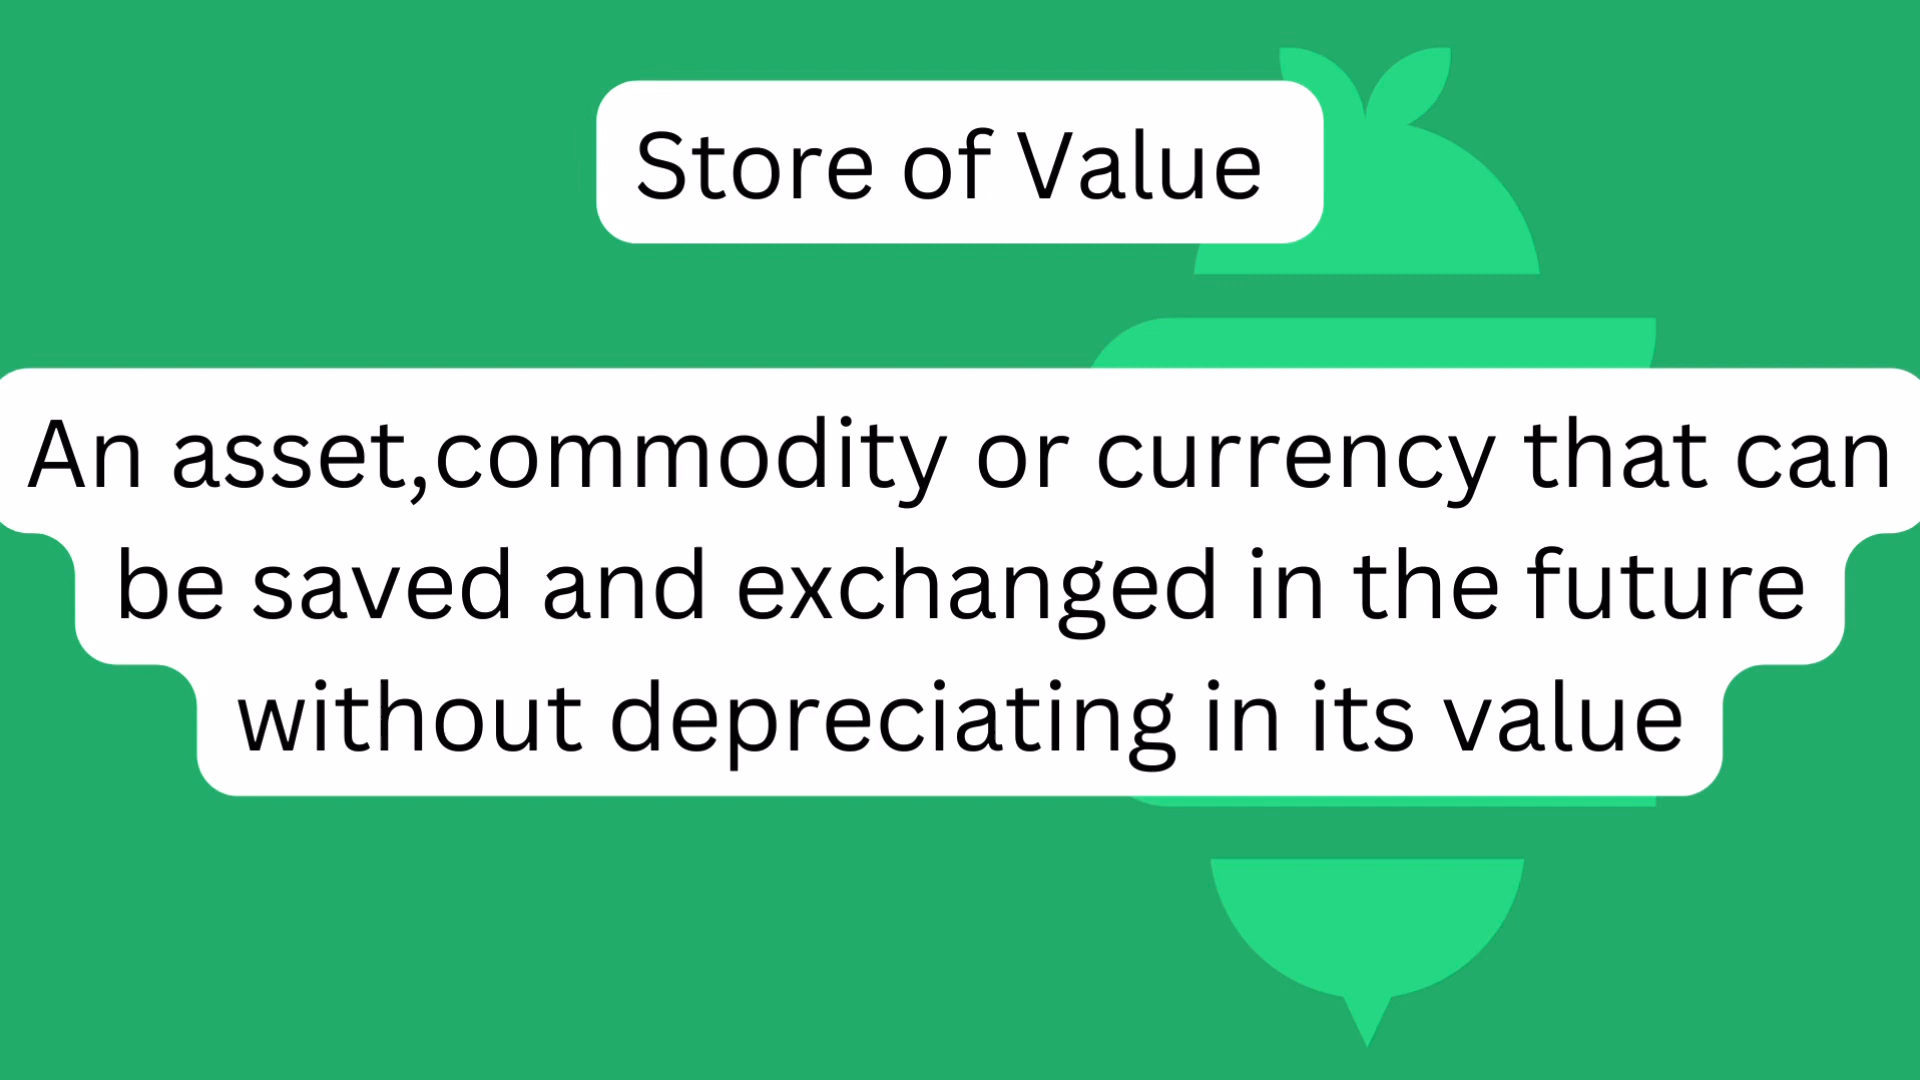 Store of Value
An asset,commodity or currency that can
be saved and exchanged in the future
without depreciating in its value